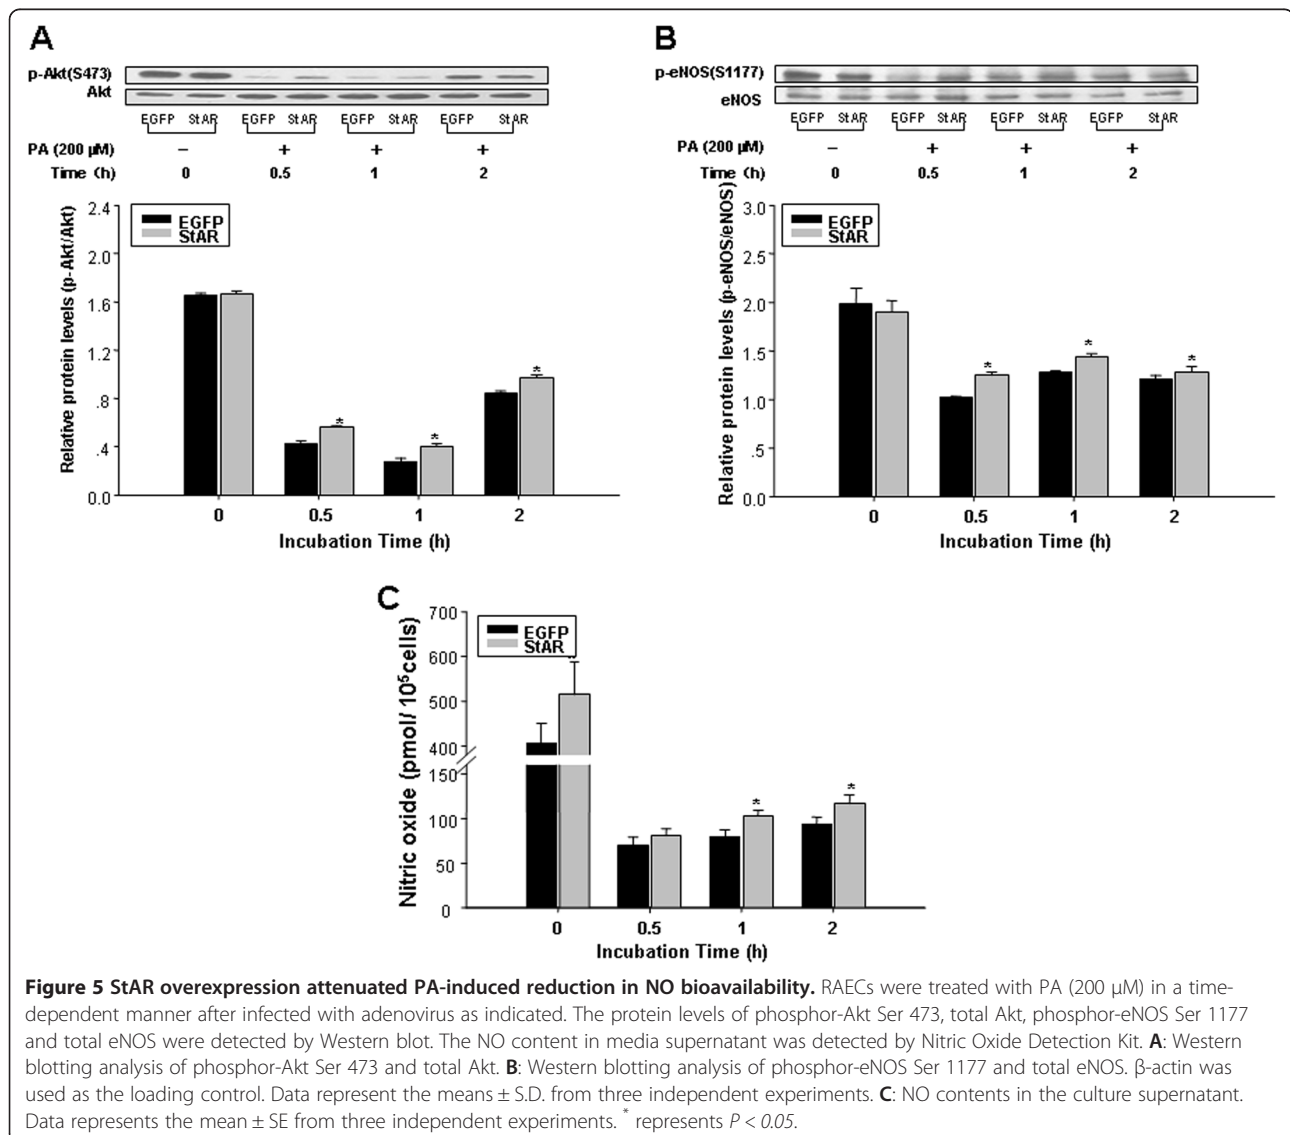 A
p-Akt(S473)
Akt
EGFP StAR EGFP StAR EGFP StAR EGFP StAR
PA (200 µM) − + + +
Time (h) 0 0.5 1 2
Relative protein levels (p-Akt/Akt)
2.4
2.0
1.6
1.2
.8
.4
0.0
EGFP
StAR
* * *
0 0.5 1 2
Incubation Time (h)
B
p-eNOS(S1177)
eNOS
EGFP StAR EGFP StAR EGFP StAR EGFP StAR
PA (200 µM) − + + +
Time (h) 0 0.5 1 2
Relative protein levels (p-eNOS/eNOS)
3.0
2.5
2.0
1.5
1.0
.5
0.0
EGFP
StAR
* * *
0 0.5 1 2
Incubation Time (h)
C
Nitric oxide (pmol/ 10⁵cells)
700
600
500
400
150
100
50
0
EGFP
StAR
* *
0 0.5 1 2
Incubation Time (h)
Figure 5 StAR overexpression attenuated PA-induced reduction in NO bioavailability. RAECs were treated with PA (200 µM) in a time-
dependent manner after infected with adenovirus as indicated. The protein levels of phosphor-Akt Ser 473, total Akt, phosphor-eNOS Ser 1177
and total eNOS were detected by Western blot. The NO content in media supernatant was detected by Nitric Oxide Detection Kit. A: Western
blotting analysis of phosphor-Akt Ser 473 and total Akt. B: Western blotting analysis of phosphor-eNOS Ser 1177 and total eNOS. β-actin was
used as the loading control. Data represent the means ± S.D. from three independent experiments. C: NO contents in the culture supernatant.
Data represents the mean ± SE from three independent experiments. * represents P < 0.05.